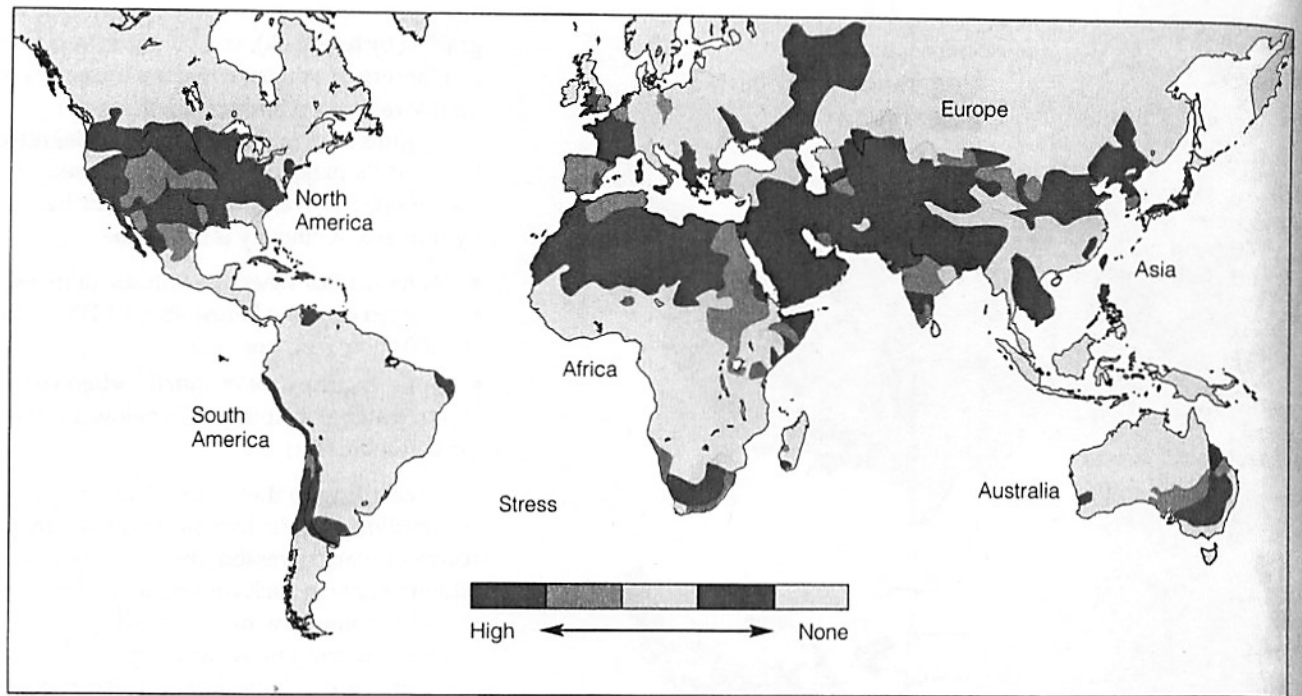 Europe
North
America
Asia
Africa
South
America
Australia
Stress
High
None